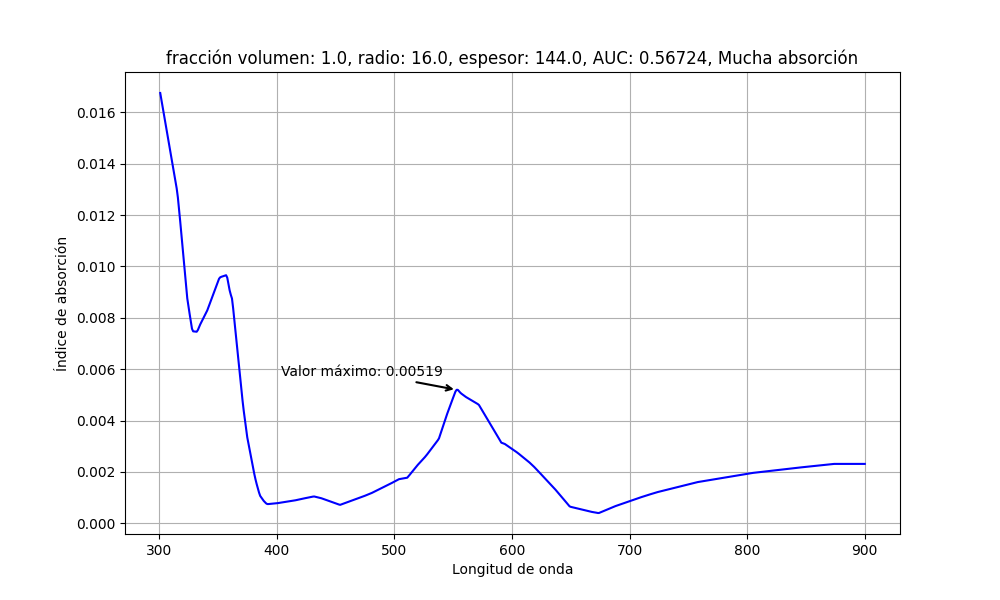 fracción volumen: 1.0, radio: 16.0, espesor: 144.0, AUC: 0.56724, Mucha absorción
0.016
0.014
0.012
0.010
0.008
0.006
0.004
0.002
0.000
Índice de absorción
Valor máximo: 0.00519
300 400 500 600 700 800 900
Longitud de onda